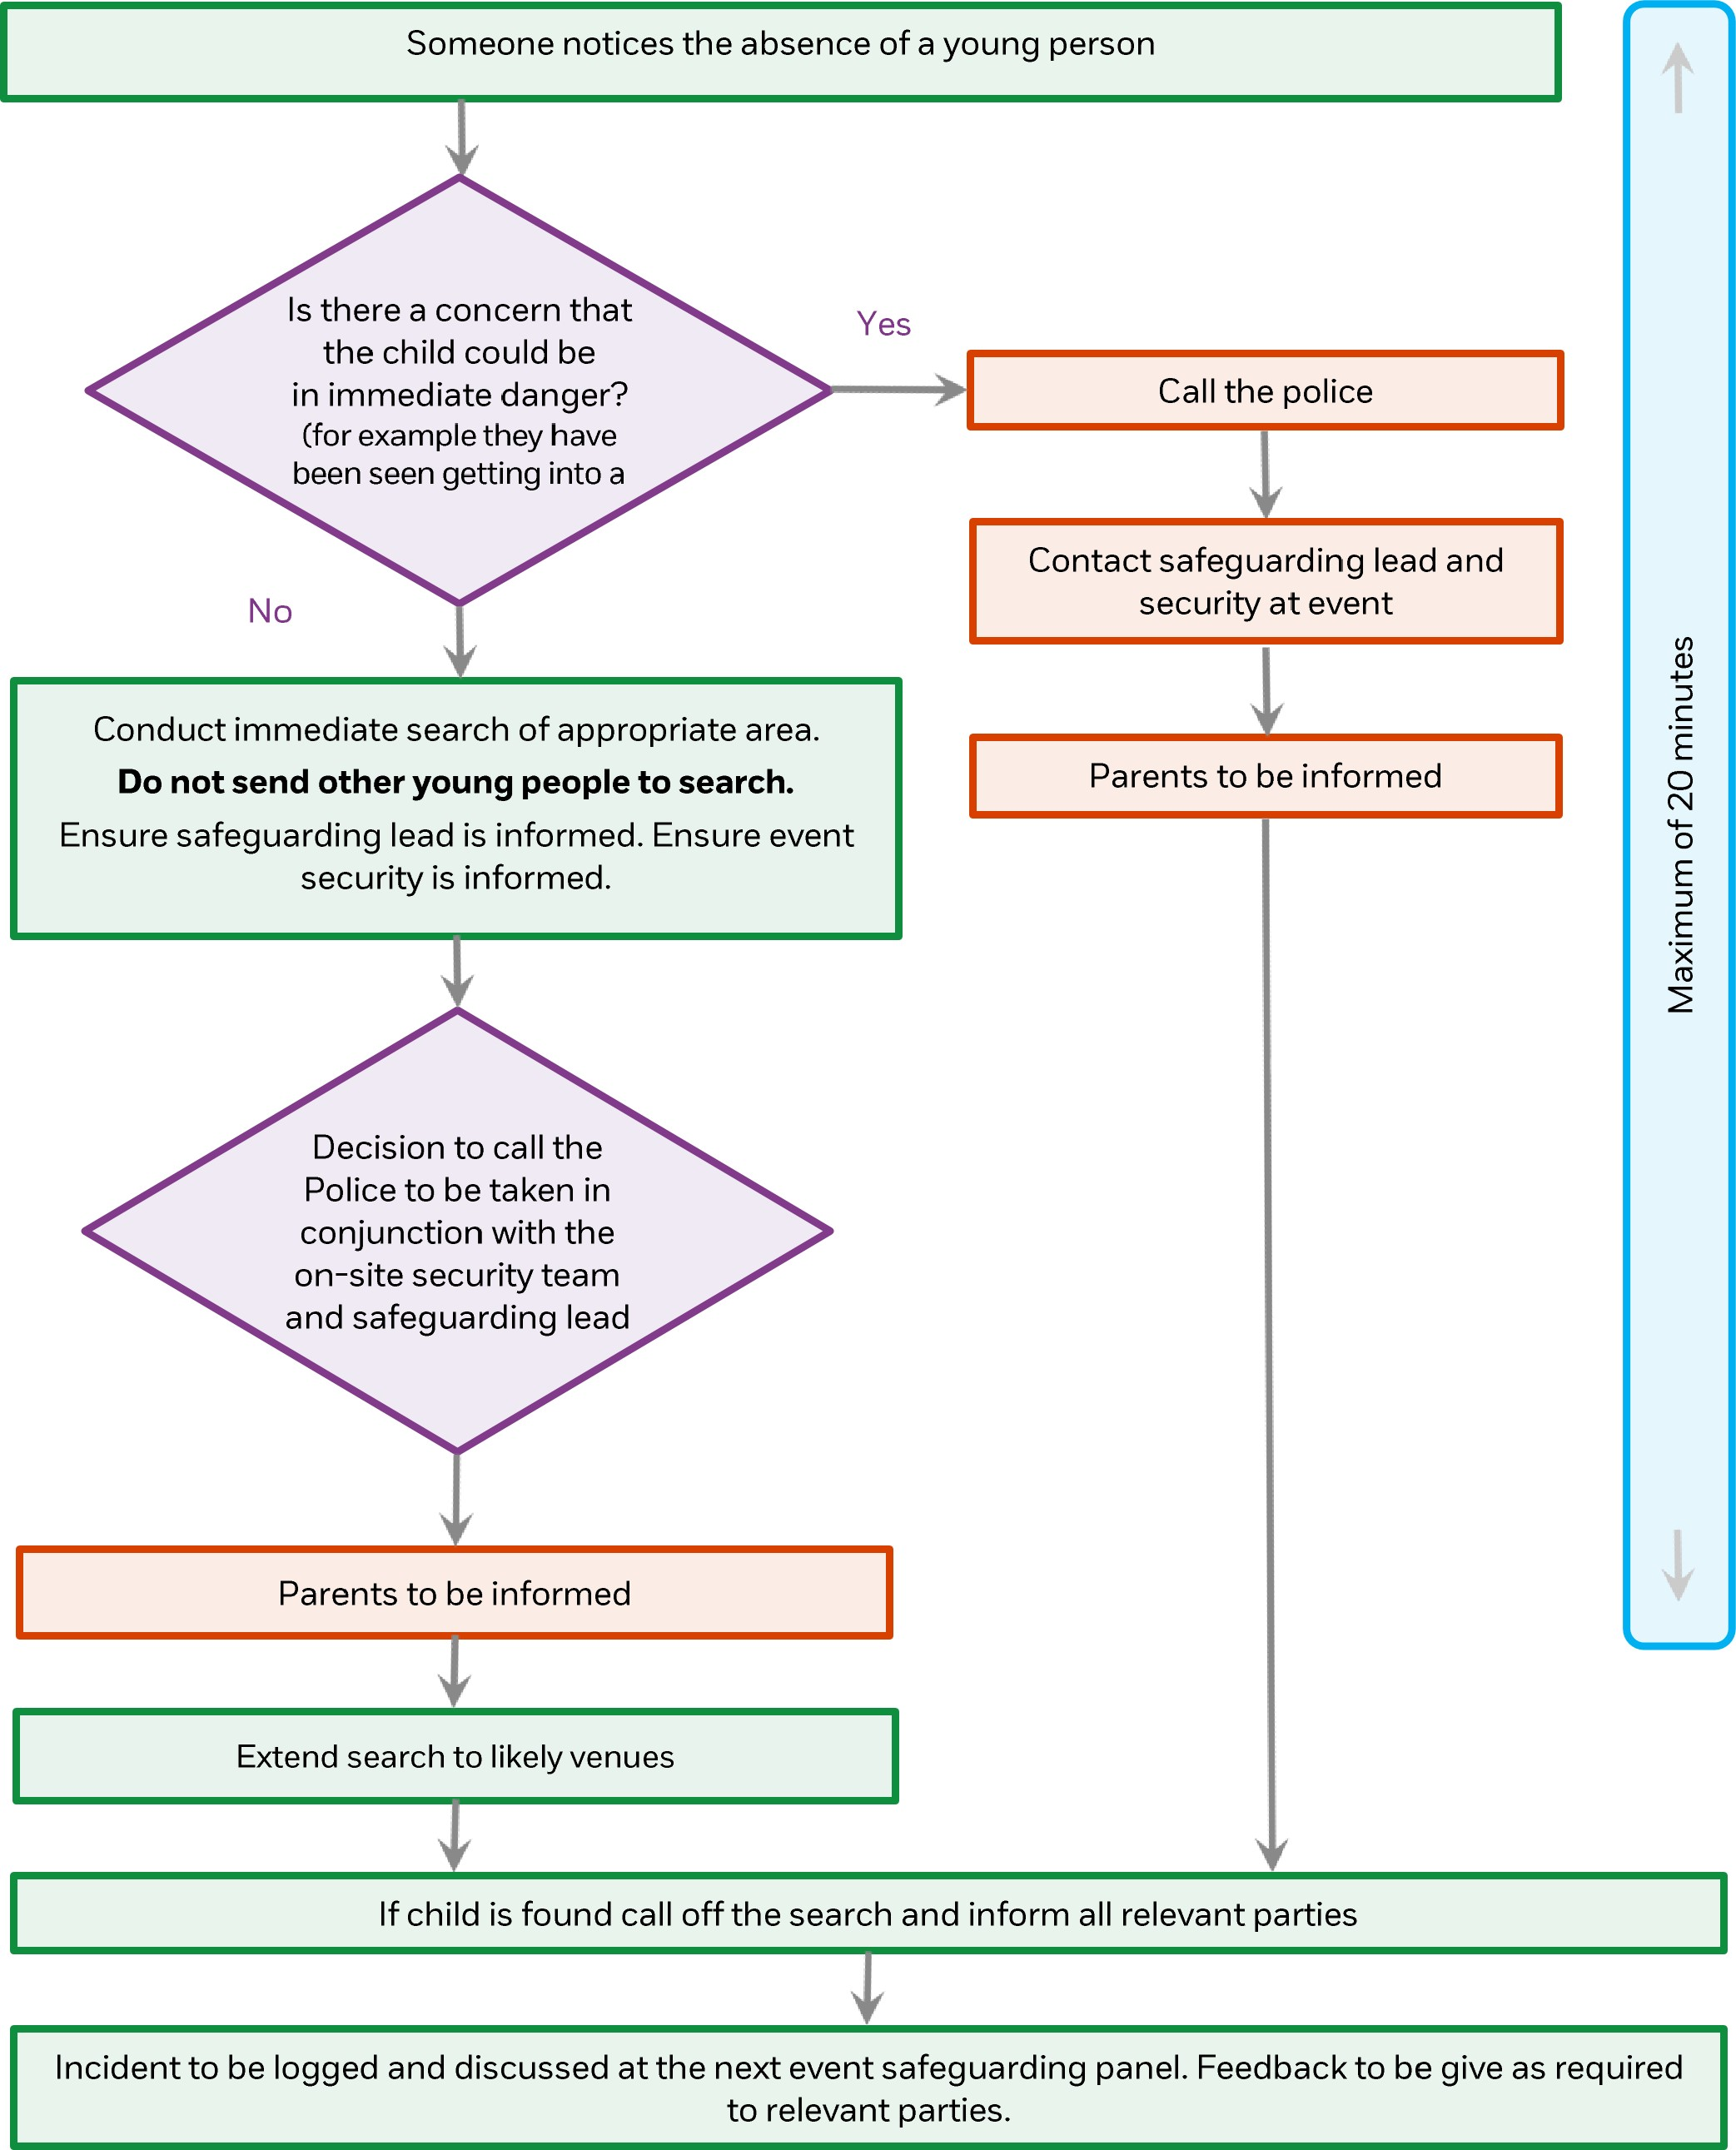 Someone notices the absence of a young person
Is there a concern that
the child could be
in immediate danger?
(for example they have
been seen getting into a
Yes
Call the police
Contact safeguarding lead and
security at event
Parents to be informed
No
Conduct immediate search of appropriate area.
Do not send other young people to search.
Ensure safeguarding lead is informed. Ensure event
security is informed.
Decision to call the
Police to be taken in
conjunction with the
on-site security team
and safeguarding lead
Parents to be informed
Extend search to likely venues
If child is found call off the search and inform all relevant parties
Incident to be logged and discussed at the next event safeguarding panel. Feedback to be give as required
to relevant parties.
Maximum of 20 minutes